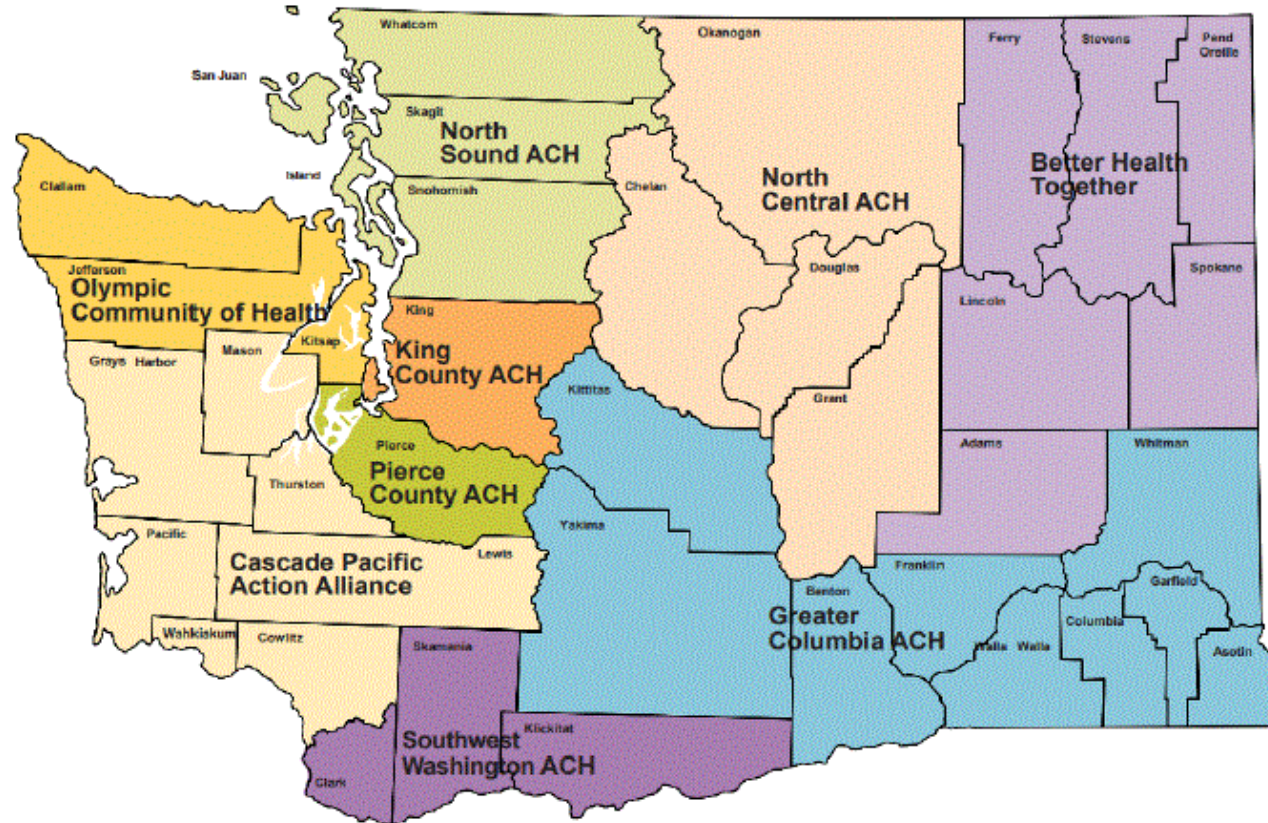 Whatcom
Okanogan
Ferry
Stevens
Pend
Oreille
San Juan
Skagit
North
Sound ACH
Island
Snohomish
Clallam
Chelan
North
Central ACH
Better Health
Together
Jefferson
Olympic
Community of Health
Douglas
Spokane
Lincoln
King
King
County ACH
Kitsap
Mason
Grays Harbor
Kittitas
Grant
Adams
Whitman
Pierce
Pierce
County ACH
Thurston
Yakima
Pacific
Lewis
Cascade Pacific
Action Alliance
Franklin
Benton
Greater
Columbia ACH
Garfield
Columbia
Walla Walla
Asotin
Wahkiakum
Cowlitz
Skamania
Klickitat
Southwest
Washington ACH
Clark